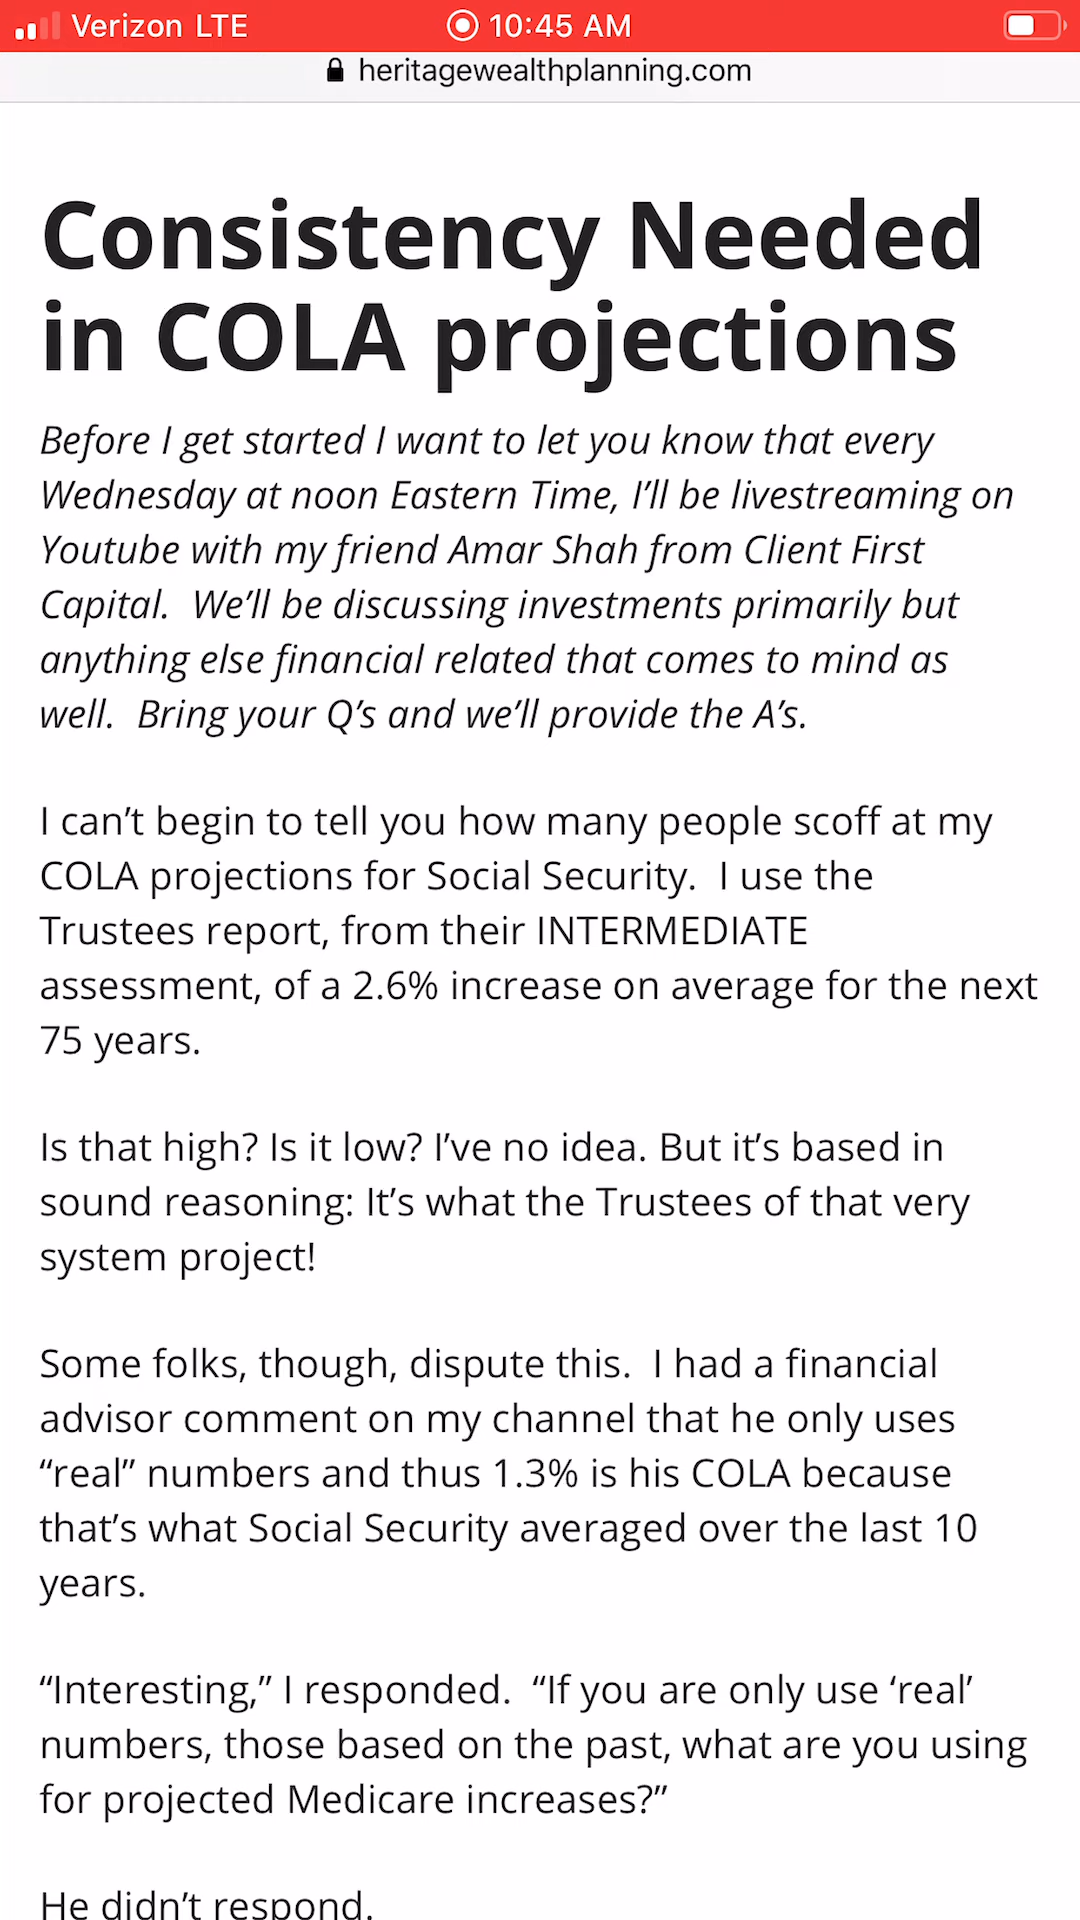 Verizon LTE 10:45 AM
heritagewealthplanning.com
Consistency Needed
in COLA projections
Before I get started I want to let you know that every
Wednesday at noon Eastern Time, I’ll be livestreaming on
Youtube with my friend Amar Shah from Client First
Capital.  We’ll be discussing investments primarily but
anything else financial related that comes to mind as
well.  Bring your Q’s and we’ll provide the A’s.
I can’t begin to tell you how many people scoff at my
COLA projections for Social Security.  I use the
Trustees report, from their INTERMEDIATE
assessment, of a 2.6% increase on average for the next
75 years.
Is that high? Is it low? I’ve no idea. But it’s based in
sound reasoning: It’s what the Trustees of that very
system project!
Some folks, though, dispute this.  I had a financial
advisor comment on my channel that he only uses
“real” numbers and thus 1.3% is his COLA because
that’s what Social Security averaged over the last 10
years.
“Interesting,” I responded.  “If you are only use ‘real’
numbers, those based on the past, what are you using
for projected Medicare increases?”
He didn’t respond.